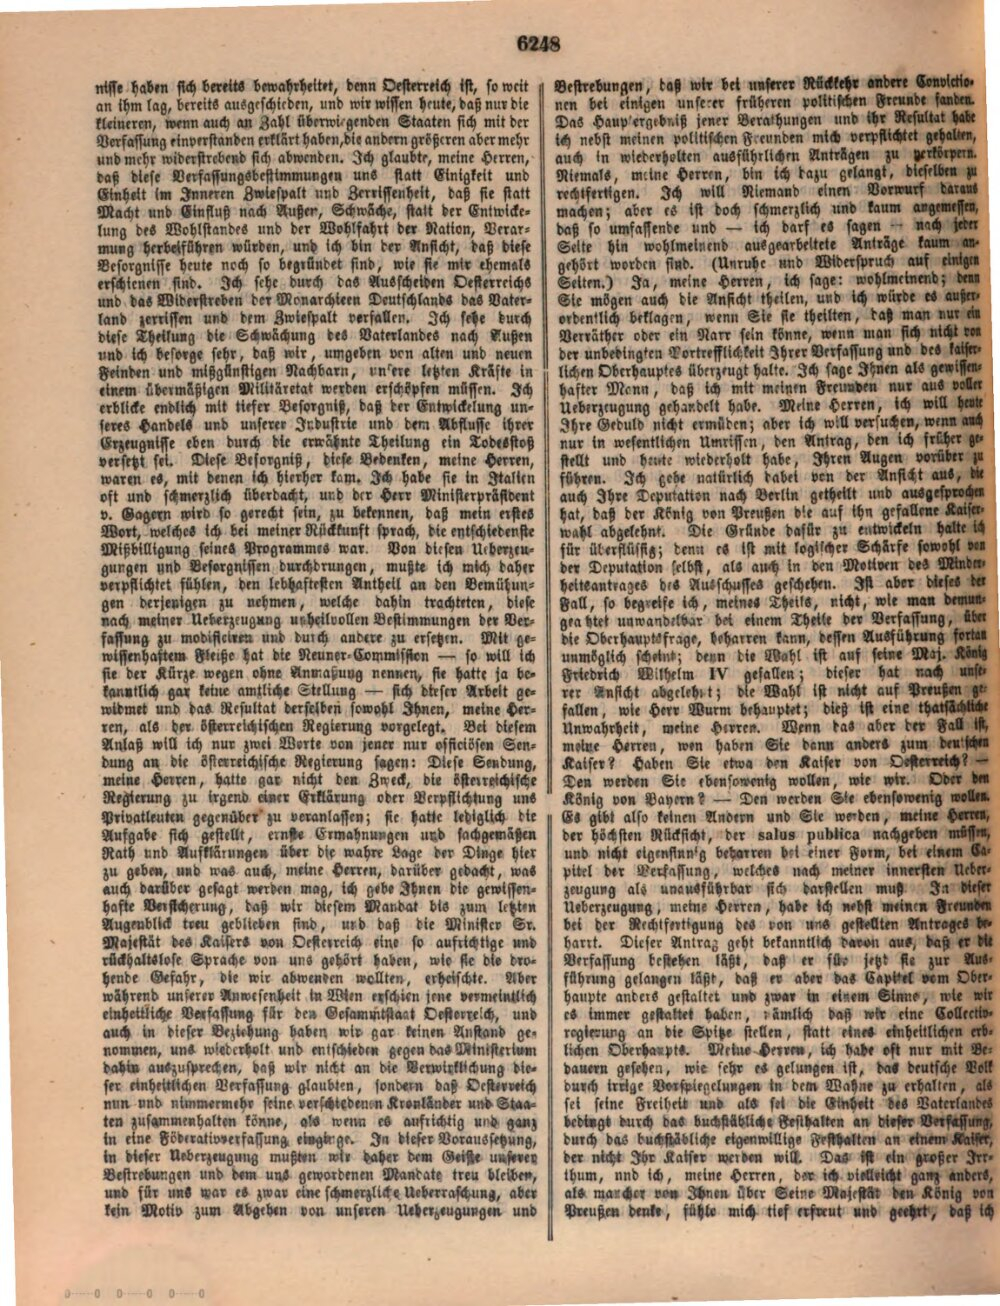 6248
nisse haben sich bereits bewahrheitet, denn Oesterreich ist, so weit
an ihm lag, bereits ausgeschieden, und wir wissen heute, daß nur die
kleineren, wenn auch an Zahl überwiegenden Staaten sich mit der
Verfassung einverstanden erklärt haben, die andern größeren aber mehr
und mehr widerstrebend sich abwenden. Ich glaubte, meine Herren,
daß diese Verfassungsbestimmungen uns statt Einigkeit und
Einheit im Inneren Zwiespalt und Zerrissenheit, daß sie statt
Macht und Einfluß nach Außen, Schwäche, statt der Entwicke-
lung des Wohlstandes und der Wohlfahrt der Nation, Verar-
mung herbeiführen würden, und ich bin der Ansicht, daß diese
Besorgnisse heute noch so begründet sind, wie sie mir ehemals
erschienen sind. Ich sehe durch das Ausscheiden Oesterreichs
und das Widerstreben der Monarchieen Deutschlands das Vater-
land zerrissen und dem Zwiespalt verfallen. Ich sehe durch
diese Theilung die Schwächung des Vaterlandes nach Außen
und ich besorge sehr, daß wir, umgeben von alten und neuen
Feinden und mißgünstigen Nachbarn, unsere letzten Kräfte in
einem übermäßigen Militäretat werden erschöpfen müssen. Ich
erblicke endlich mit tiefer Besorgniß, daß der Entwickelung un-
seres Handels und unserer Industrie und dem Abflusse ihrer
Erzeugnisse eben durch die erwähnte Theilung ein Todesstoß
versetzt sei. Diese Besorgniß, diese Bedenken, meine Herren,
waren es, mit denen ich hierher kam. Ich habe sie in Italien
oft und schmerzlich überdacht, und der Herr Ministerpräsident
v. Gagern wird so gerecht sein, zu bekennen, daß mein erstes
Wort, welches ich bei meiner Rückkunft sprach, die entschiedenste
Mißbilligung seines Programmes war. Von diesen Ueberzeu-
gungen und Besorgnissen durchdrungen, mußte ich mich daher
verpflichtet fühlen, den lebhaftesten Antheil an den Bemühun-
gen derjenigen zu nehmen, welche dahin trachteten, diese
nach meiner Ueberzeugung unheilvollen Bestimmungen der Ver-
fassung zu modificiren und durch andere zu ersetzen. Mit ge-
wissenhaftem Fleiße hat die Neuner-Commission — so will ich
sie der Kürze wegen ohne Anmaßung nennen, sie hatte ja be-
kanntlich gar keine amtliche Stellung — sich dieser Arbeit ge-
widmet und das Resultat derselben sowohl Ihnen, meine Her-
ren, als der österreichischen Regierung vorgelegt. Bei diesem
Anlaß will ich nur zwei Worte von jener nur officiösen Sen-
dung an die österreichische Regierung sagen: Diese Sendung,
meine Herren, hatte gar nicht den Zweck, die österreichische
Regierung zu irgend einer Erklärung oder Verpflichtung uns
Privatleuten gegenüber zu veranlassen; sie hatte lediglich die
Aufgabe sich gestellt, ernste Ermahnungen und sachgemäßen
Rath und Aufklärungen über die wahre Lage der Dinge hier
zu geben, und was auch, meine Herren, darüber gedacht, was
auch darüber gesagt werden mag, ich gebe Ihnen die gewissen-
hafte Versicherung, daß wir diesem Mandat bis zum letzten
Augenblick treu geblieben sind, und daß die Minister Sr.
Majestät des Kaisers von Oesterreich eine so aufrichtige und
rückhaltslose Sprache von uns gehört haben, wie sie die dro-
hende Gefahr, die wir abwenden wollten, erheischte. Aber
während unserer Anwesenheit in Wien erschien jene vermeintlich
einheitliche Verfassung für den Gesammtstaat Oesterreich, und
auch in dieser Beziehung haben wir gar keinen Anstand ge-
nommen, uns wiederholt und entschieden gegen das Ministerium
dahin auszusprechen, daß wir nicht an die Verwirklichung die-
ser einheitlichen Verfassung glaubten, sondern daß Oesterreich
nun und nimmermehr seine verschiedenen Kronländer und Staa-
ten zusammenhalten könne, als wenn es aufrichtig und ganz
in eine Föderativverfassung eingirge. In dieser Voraussetzung,
in dieser Ueberzeugung mußten wir daher dem Geiste unserer
Bestrebungen und dem uns gewordenen Mandate treu bleiben,
und für uns war es zwar eine schmerzliche Ueberraschung, aber
kein Motiv zum Abgeben von unseren Ueberzeugungen und
Bestrebungen, daß wir bei unserer Rückkehr andere Convictio-
nen bei einigen unserer früheren politischen Freunde fanden.
Das Haup'ergebniß jener Berathungen und ihr Resultat habe
ich nebst meinen politischen Freunden mich verpflichtet gehalten,
auch in wiederholten ausführlichen Anträgen zu verkörpern.
Niemals, meine Herren, bin ich dazu gelangt, dieselben zu
rechtfertigen. Ich will Niemand einen Vorwurf daraus
machen; aber es ist doch schmerzlich und kaum angemessen,
daß so umfassende und — ich darf es sagen — nach jeder
Seite hin wohlmeinend ausgearbeitete Anträge kaum an-
gehört worden sind. (Unruhe und Widerspruch auf einigen
Seiten.) Ja, meine Herren, ich sage: wohlmeinend; denn
Sie mögen auch die Ansicht theilen, und ich würde es außer-
ordentlich beklagen, wenn Sie sie theilten, daß man nur ein
Verräther oder ein Narr sein könne, wenn man sich nicht von
der unbedingten Vortrefflichkeit Ihrer Verfassung und des kaiser-
lichen Oberhauptes überzeugt halte. Ich sage Ihnen als gewissen-
hafter Mann, daß ich mit meinen Freunden nur aus voller
Ueberzeugung gehandelt habe. Meine Herren, ich will heute
Ihre Geduld nicht ermüden; aber ich will versuchen, wenn auch
nur in wesentlichen Umrissen, den Antrag, den ich früher ge-
stellt und heute wiederholt habe, Ihren Augen vorüber zu
führen. Ich gebe natürlich dabei von der Ansicht aus, die
auch Ihre Deputation nach Berlin getheilt und ausgesprochen
hat, daß der König von Preußen die auf ihn gefallene Kaiser-
wahl abgelehnt. Die Gründe dafür zu entwickeln halte ich
für überflüssig; denn es ist mit logischer Schärfe sowohl von
der Deputation selbst, als auch in den Motiven des Minder-
heitsantrages des Ausschusses geschehen. Ist aber dieses der
Fall, so begreife ich, meines Theils, nicht, wie man demun-
geachtet unwandelbar bei einem Theile der Verfassung, über
die Oberhauptsfrage, beharren kann, dessen Ausführung fortan
unmöglich scheint; denn die Wahl ist auf seine Maj. König
Friedrich Wilhelm IV gefallen; dieser hat nach unse-
rer Ansicht abgelehnt; die Wahl ist nicht auf Preußen ge-
fallen, wie Herr Wurm behauptet; dieß ist eine thatsächliche
Unwahrheit, meine Herren. Wenn das aber der Fall ist,
meine Herren, wen haben Sie dann anders zum deutschen
Kaiser? Haben Sie etwa den Kaiser von Oesterreich? —
Den werden Sie ebensowenig wollen, wie wir. Oder den
König von Bayern? — Den werden Sie ebensowenig wollen.
Es gibt also keinen Andern und Sie werden, meine Herren,
der höchsten Rücksicht, der salus publica nachgeben müssen,
und nicht eigensinnig beharren bei einer Form, bei einem Ca-
pitel der Verfassung, welches nach meiner innersten Ueber-
zeugung als unausführbar sich darstellen muß. In dieser
Ueberzeugung, meine Herren, habe ich nebst meinen Freunden
bei der Rechtfertigung des von uns gestellten Antrages be-
harrt. Dieser Antrag geht bekanntlich davon aus, daß er die
Verfassung bestehen läßt, daß er für jetzt sie zur Aus-
führung gelangen läßt, daß er aber das Capitel vom Ober-
haupte anders gestaltet und zwar in einem Sinne, wie wir
es immer gestaltet haben, nämlich daß wir eine Collectiv-
regierung an die Spitze stellen, statt eines einheitlichen erb-
lichen Oberhaupts. Meine Herren, ich habe oft nur mit Be-
dauern gesehen, wie sehr es gelungen ist, das deutsche Volk
durch irrige Vorspiegelungen in dem Wahne zu erhalten, als
sei seine Freiheit und als sei die Einheit des Vaterlandes
bedingt durch das buchstäbliche Festhalten an dieser Verfassung,
durch das buchstäbliche eigenwillige Festhalten an einem Kaiser,
der nicht Ihr Kaiser werden will. Das ist ein großer Irr-
thum, und ich, meine Herren, der ich vielleicht ganz anders,
als mancher von Ihnen über Seine Majestät den König von
Preußen denke, fühle mich tief erfreut und geehrt, daß ich